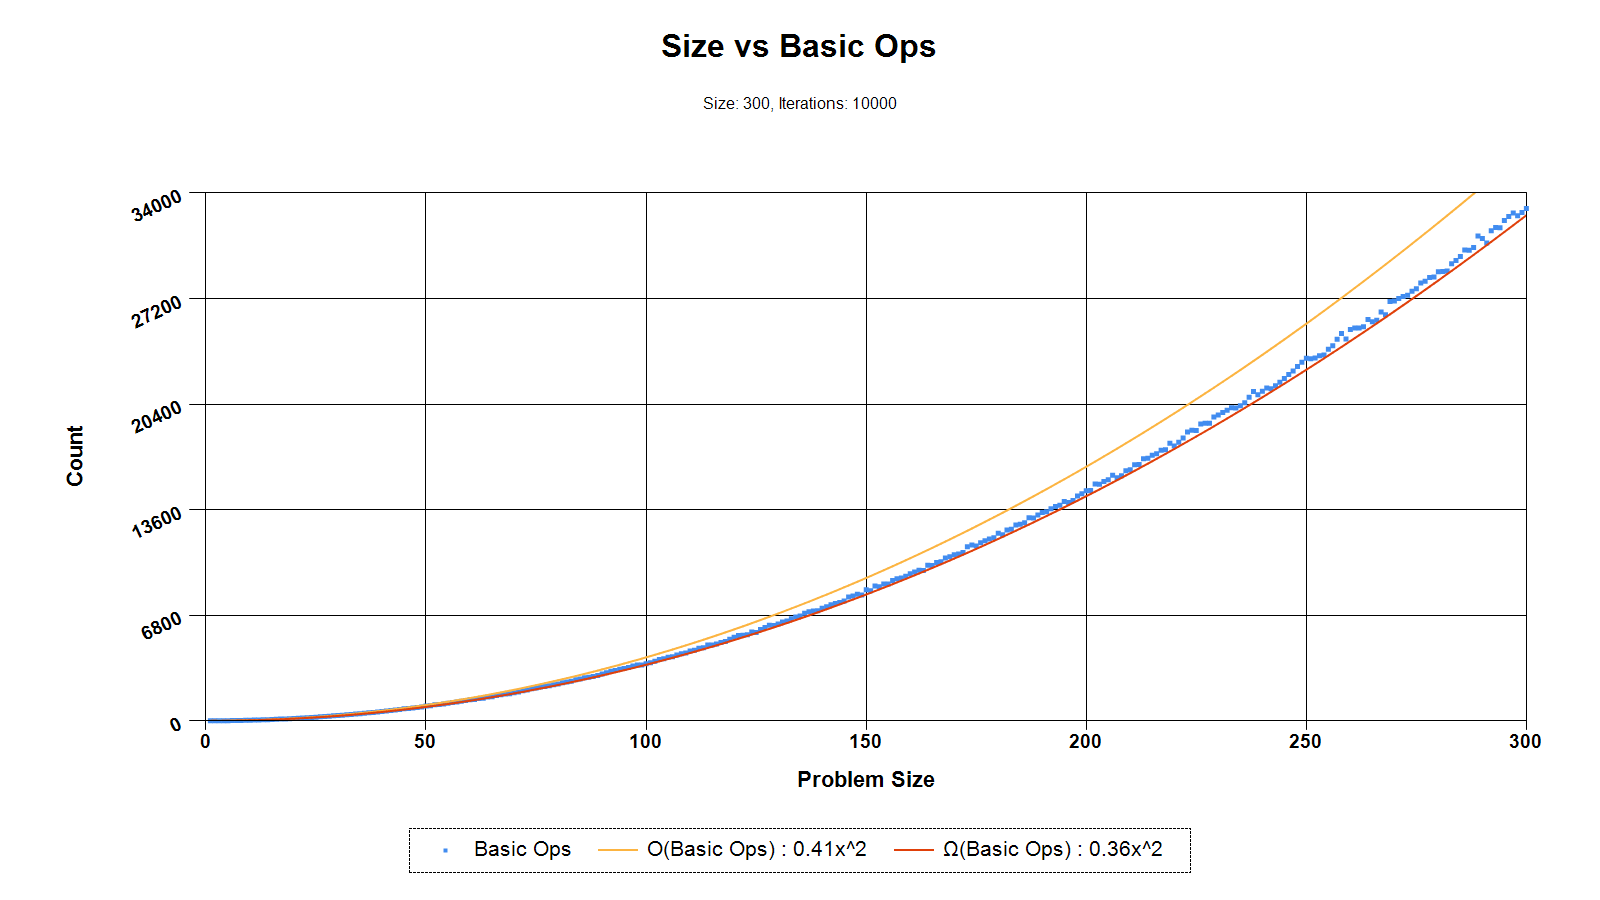 Size vs Basic Ops
Size: 300, Iterations: 10000
34000
27200
20400
13600
6800
0
Count
0 50 100 150 200 250 300
Problem Size
Basic Ops O(Basic Ops) : 0.41x^2 Ω(Basic Ops) : 0.36x^2